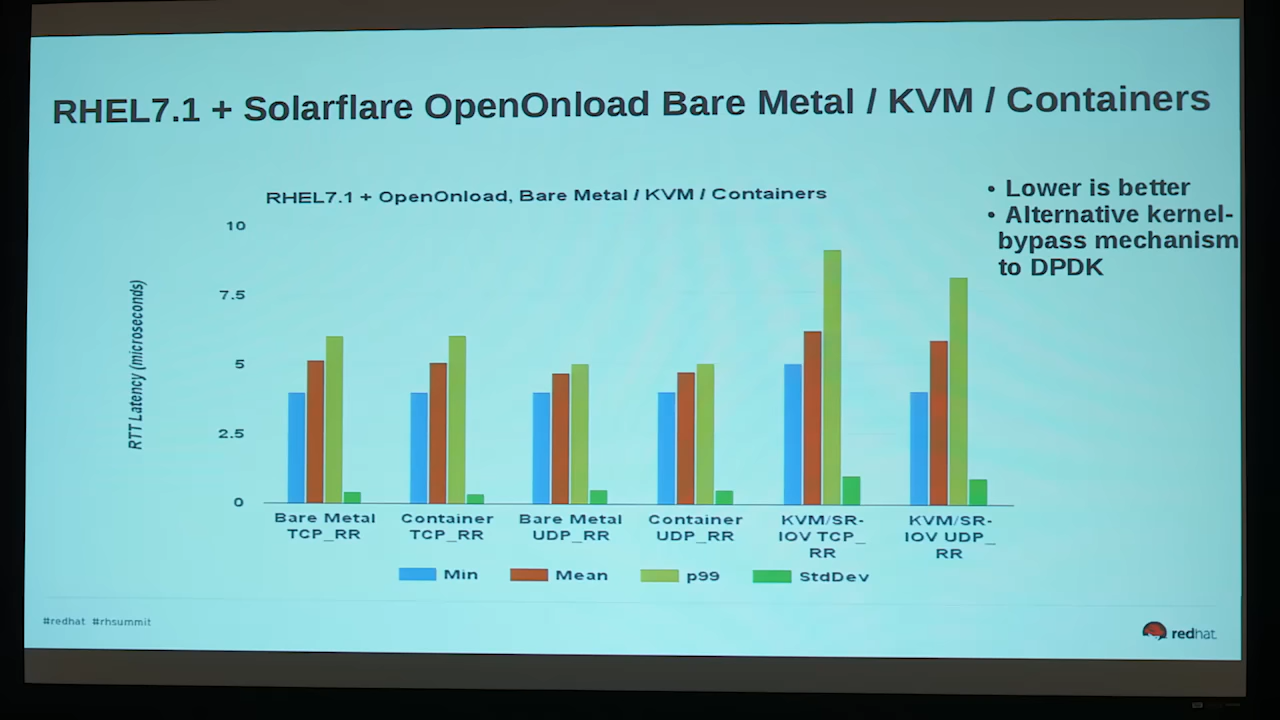 RHEL7.1 + Solarflare OpenOnload Bare Metal / KVM / Containers
RHEL7.1 + OpenOnload, Bare Metal / KVM / Containers
• Lower is better
• Alternative kernel-
bypass mechanism
to DPDK
RTT Latency (microseconds)
10
7.5
5
2.5
0
Bare Metal
TCP_RR
Container
TCP_RR
Bare Metal
UDP_RR
Container
UDP_RR
KVM/SR-
IOV TCP_
RR
KVM/SR-
IOV UDP_
RR
Min
Mean
p99
StdDev
#redhat #rhsummit
redhat.